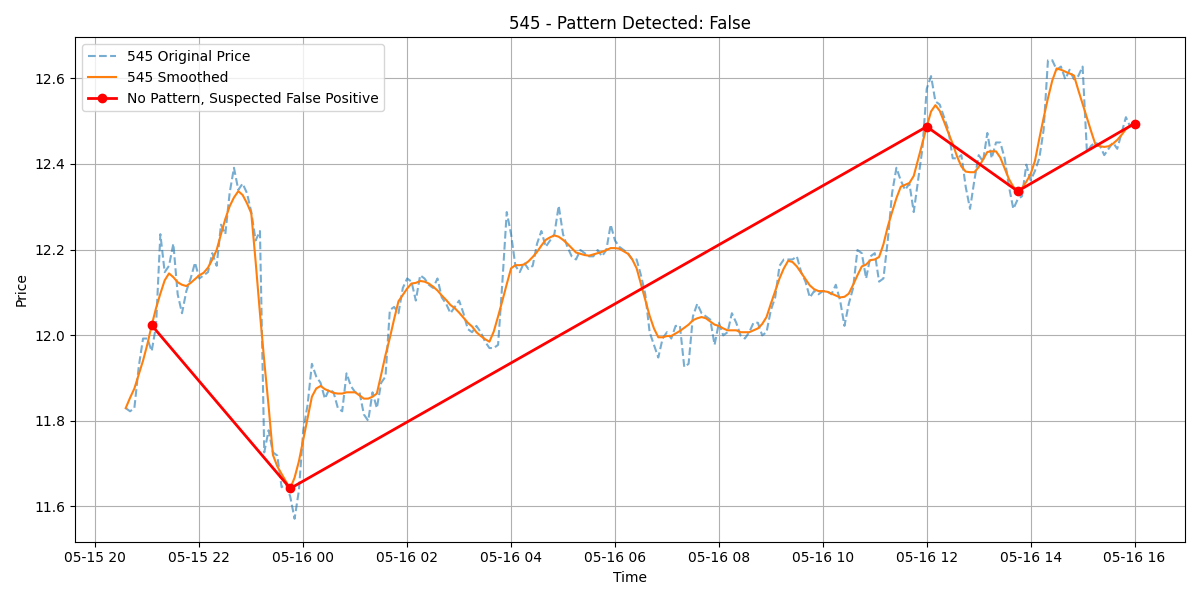 545 - Pattern Detected: False
545 Original Price
545 Smoothed
No Pattern, Suspected False Positive
Price
12.6
12.4
12.2
12.0
11.8
11.6
05-15 20 05-15 22 05-16 00 05-16 02 05-16 04 05-16 06 05-16 08 05-16 10 05-16 12 05-16 14 05-16 16
Time